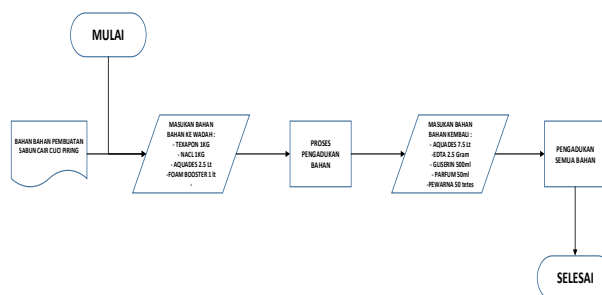 MULAI
BAHAN BAHAN PEMBUATAN
SABUN CAIR CUCI PIRING
MASUKAN BAHAN
BAHAN KE WADAH :
- TEXAPON 1KG
- NACL 1KG
- AQUADES 2.5 Lt
-FOAM BOOSTER 1 lt
-
PROSES
PENGADUKAN
BAHAN
MASUKAN BAHAN
BAHAN KEMBALI :
- AQUADES 7.5 Lt
-EDTA 2.5 Gram
- GLISERIN 500ml
- PARFUM 50ml
-PEWARNA 50 tetes
PENGADUKAN
SEMUA BAHAN
SELESAI